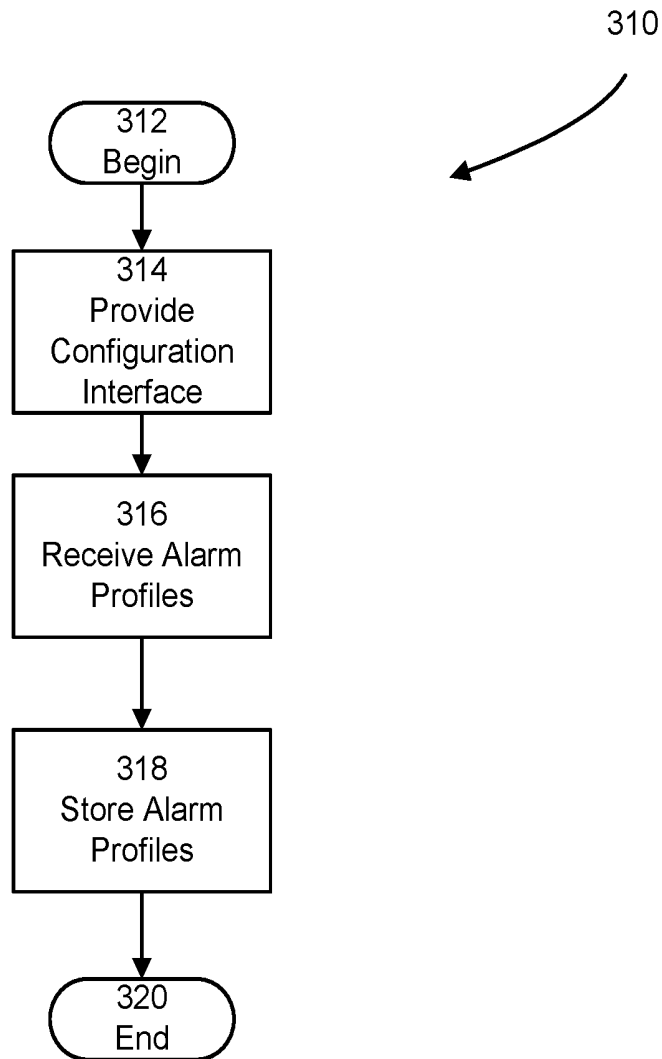 310
312
Begin
314
Provide
Configuration
Interface
316
Receive Alarm
Profiles
318
Store Alarm
Profiles
320
End